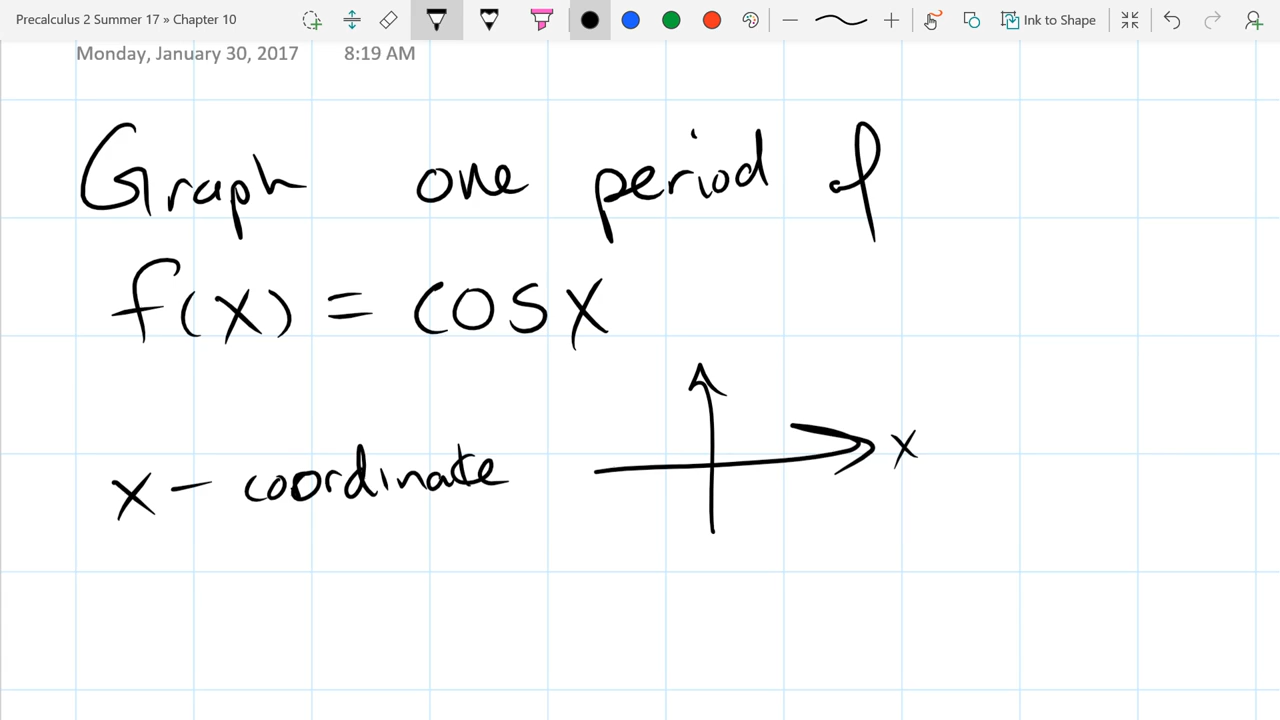 Precalculus 2 Summer 17 » Chapter 10
Ink to Shape
Monday, January 30, 2017 8:19 AM
Graph one period of
f(x) = cos x
x - coordinate
x